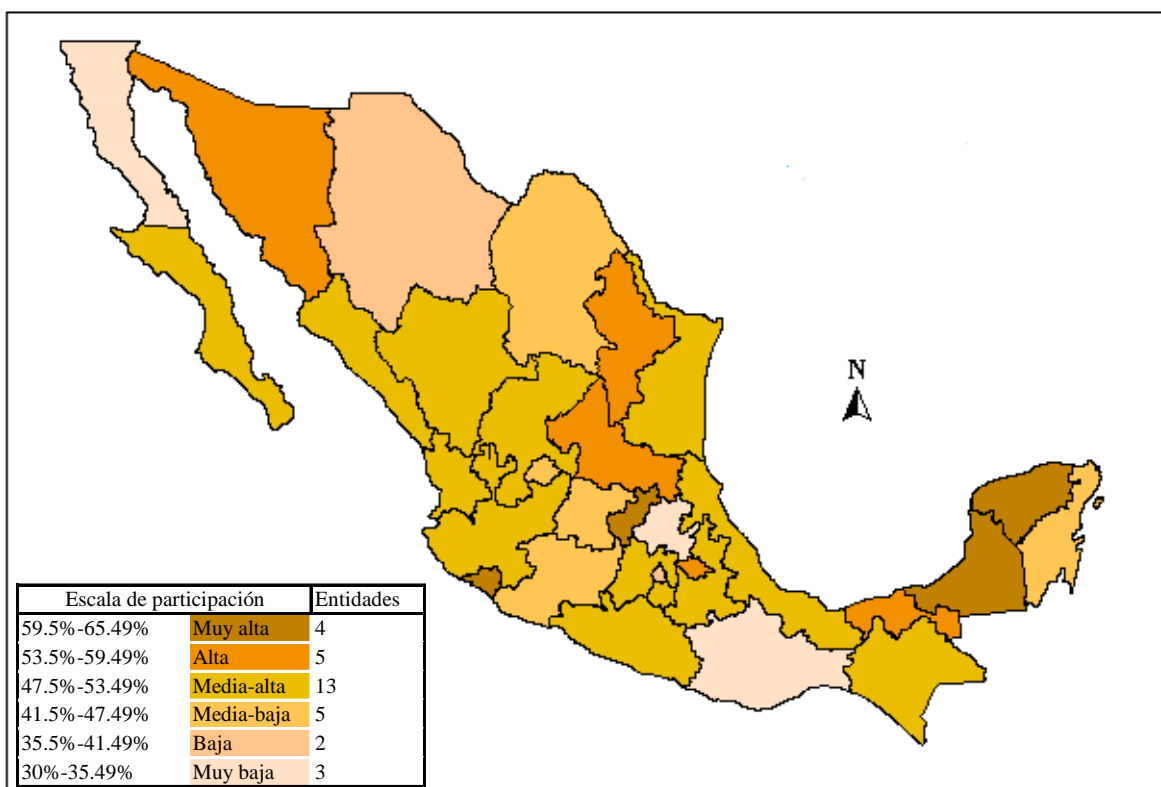 N
Escala de participación Entidades
59.5%-65.49% Muy alta 4
53.5%-59.49% Alta 5
47.5%-53.49% Media-alta 13
41.5%-47.49% Media-baja 5
35.5%-41.49% Baja 2
30%-35.49% Muy baja 3